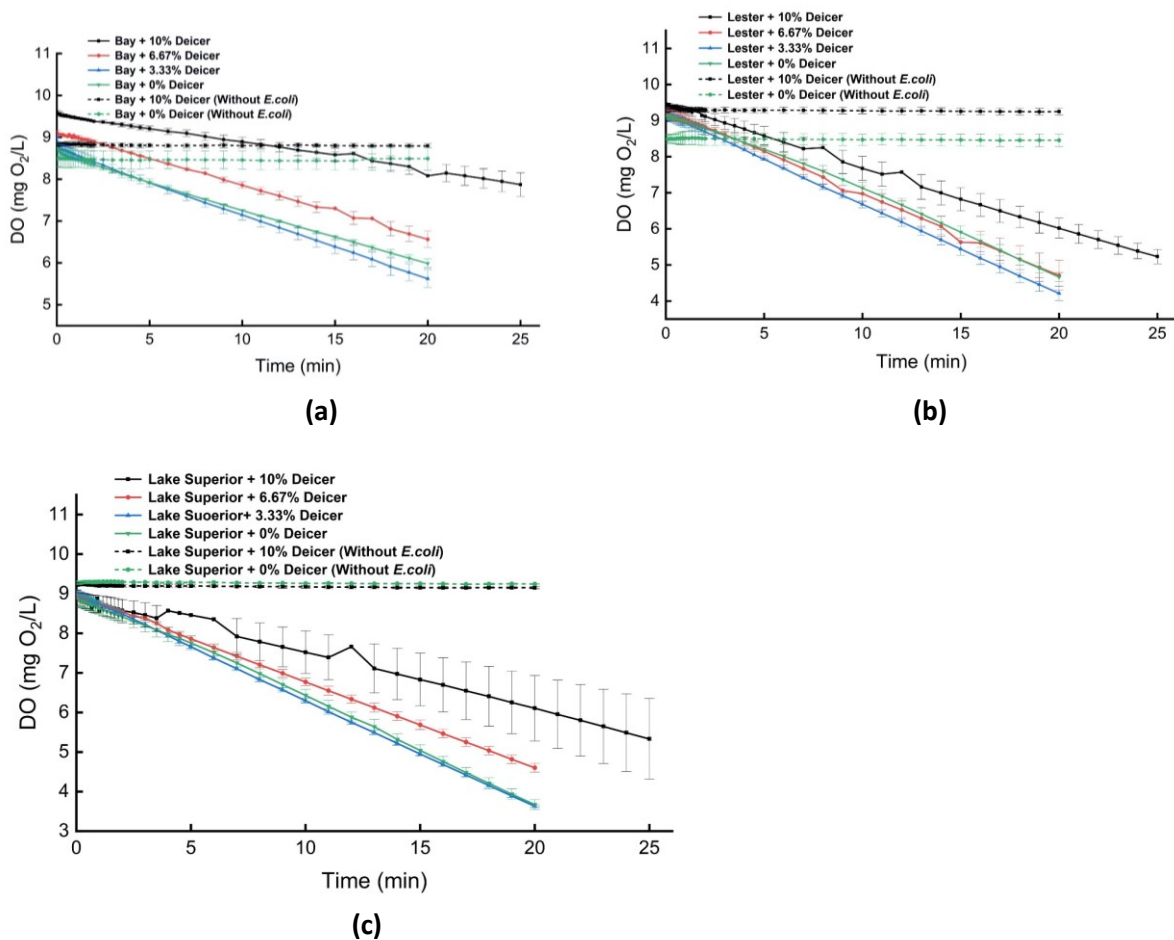 Bay + 10% Deicer
Bay + 6.67% Deicer
Bay + 3.33% Deicer
Bay + 0% Deicer
Bay + 10% Deicer (Without E.coli)
Bay + 0% Deicer (Without E.coli)
DO (mg O₂/L)
11
10
9
8
7
6
5
0
5
10
15
20
25
Time (min)
(a)
Lester + 10% Deicer
Lester + 6.67% Deicer
Lester + 3.33% Deicer
Lester + 0% Deicer
Lester + 10% Deicer (Without E.coli)
Lester + 0% Deicer (Without E.coli)
DO (mg O₂/L)
11
10
9
8
7
6
5
4
0
5
10
15
20
25
Time (min)
(b)
Lake Superior + 10% Deicer
Lake Superior + 6.67% Deicer
Lake Suoerior+ 3.33% Deicer
Lake Superior + 0% Deicer
Lake Superior + 10% Deicer (Without E.coli)
Lake Superior + 0% Deicer (Without E.coli)
DO (mg O₂/L)
11
10
9
8
7
6
5
4
3
0
5
10
15
20
25
Time (min)
(c)